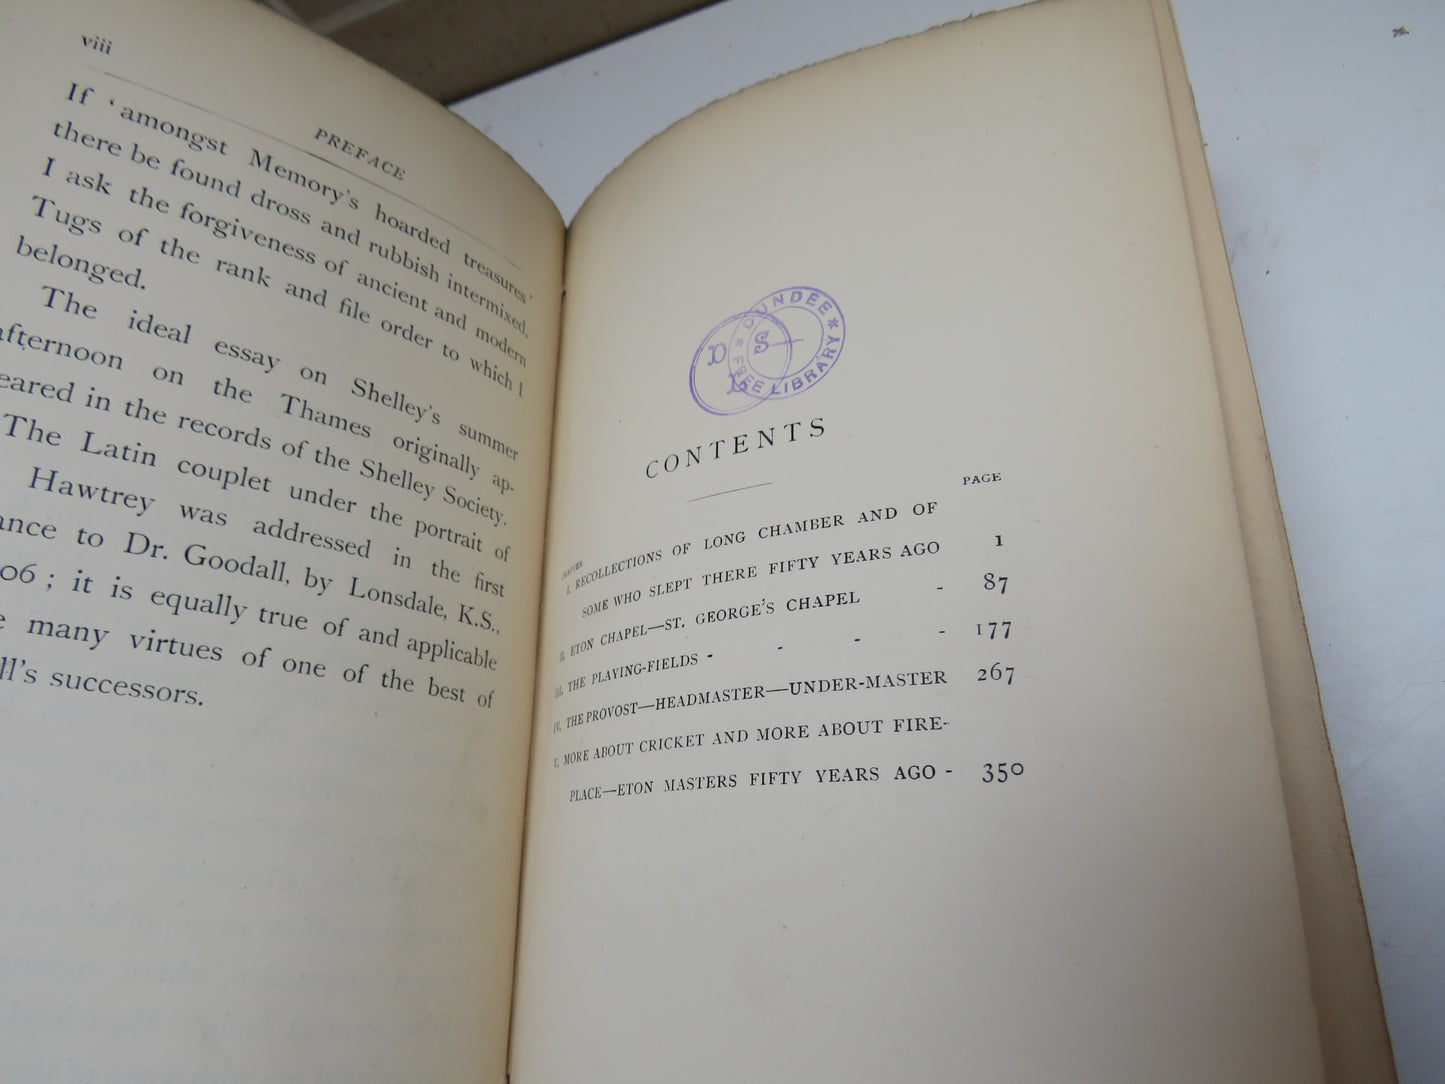 viii
PREFACE
If 'amongst Memory's hoarded treasures'
there be found dross and rubbish intermixed,
I ask the forgiveness of ancient and modern
Tugs of the rank and file order to which I
belonged.
The ideal essay on Shelley's summer
afternoon on the Thames originally ap-
eared in the records of the Shelley Society.
The Latin couplet under the portrait of
Hawtrey was addressed in the first
ance to Dr. Goodall, by Lonsdale, K.S.,
06; it is equally true of and applicable
many virtues of one of the best of
ll's successors.
DUNDEE
* FREE LIBRARY *
D S
L
CONTENTS
CHAPTER PAGE
I. RECOLLECTIONS OF LONG CHAMBER AND OF
SOME WHO SLEPT THERE FIFTY YEARS AGO 1
II. ETON CHAPEL—ST. GEORGE'S CHAPEL - 87
III. THE PLAYING-FIELDS - - - - 177
IV. THE PROVOST—HEADMASTER—UNDER-MASTER 267
V. MORE ABOUT CRICKET AND MORE ABOUT FIRE-
PLACE—ETON MASTERS FIFTY YEARS AGO - 350